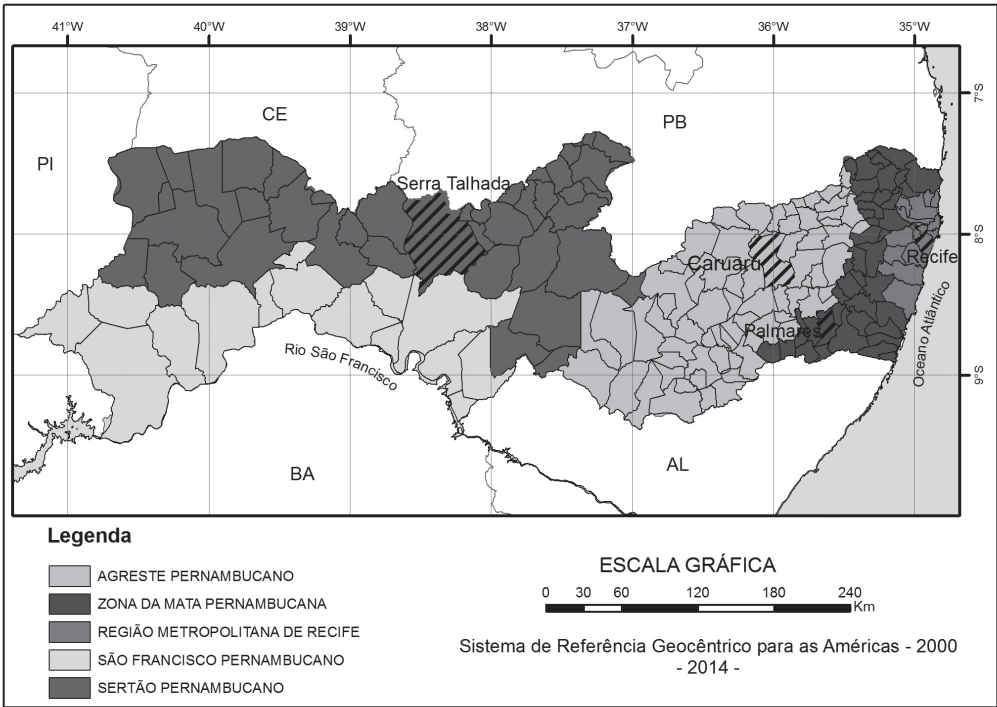 41°W 40°W 39°W 38°W 37°W 36°W 35°W
7°S
CE
PB
PI
Serra Talhada
8°S
Caruaru
Recife
Palmares
Rio São Francisco
Oceano Atlântico
9°S
BA
AL
Legenda
AGRESTE PERNAMBUCANO
ZONA DA MATA PERNAMBUCANA
REGIÃO METROPOLITANA DE RECIFE
SÃO FRANCISCO PERNAMBUCANO
SERTÃO PERNAMBUCANO
ESCALA GRÁFICA
0 30 60 120 180 240
Km
Sistema de Referência Geocêntrico para as Américas - 2000
- 2014 -